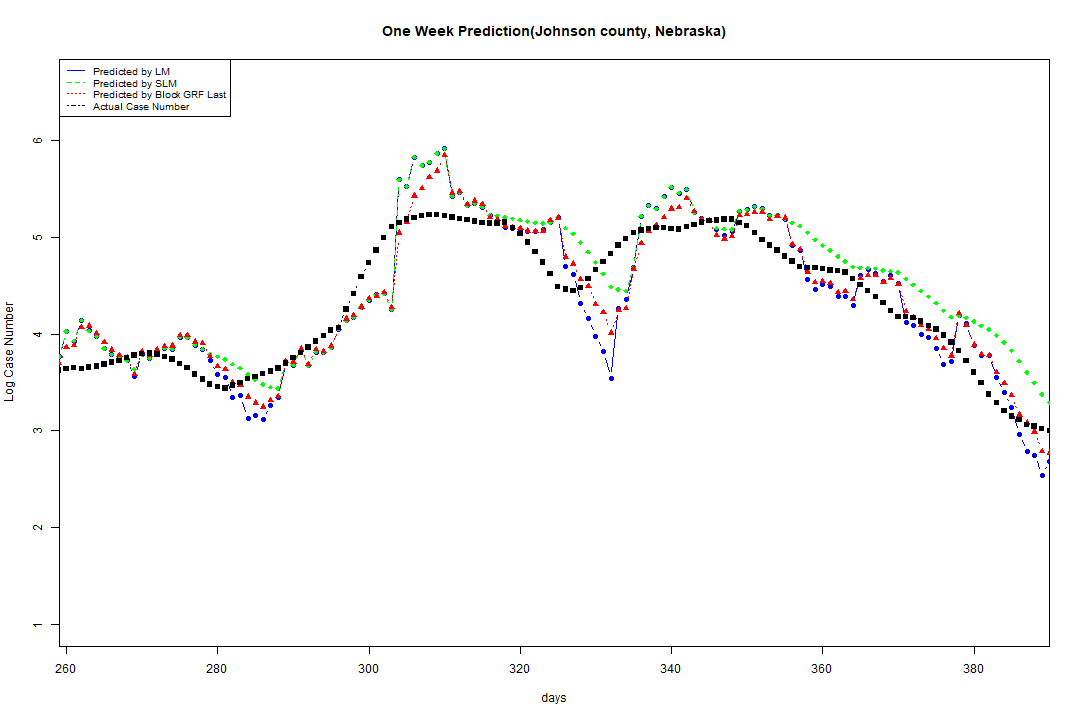 One Week Prediction(Johnson county, Nebraska)
Predicted by LM
Predicted by SLM
Predicted by Block GRF Last
Actual Case Number
Log Case Number
6
5
4
3
2
1
260 280 300 320 340 360 380
days